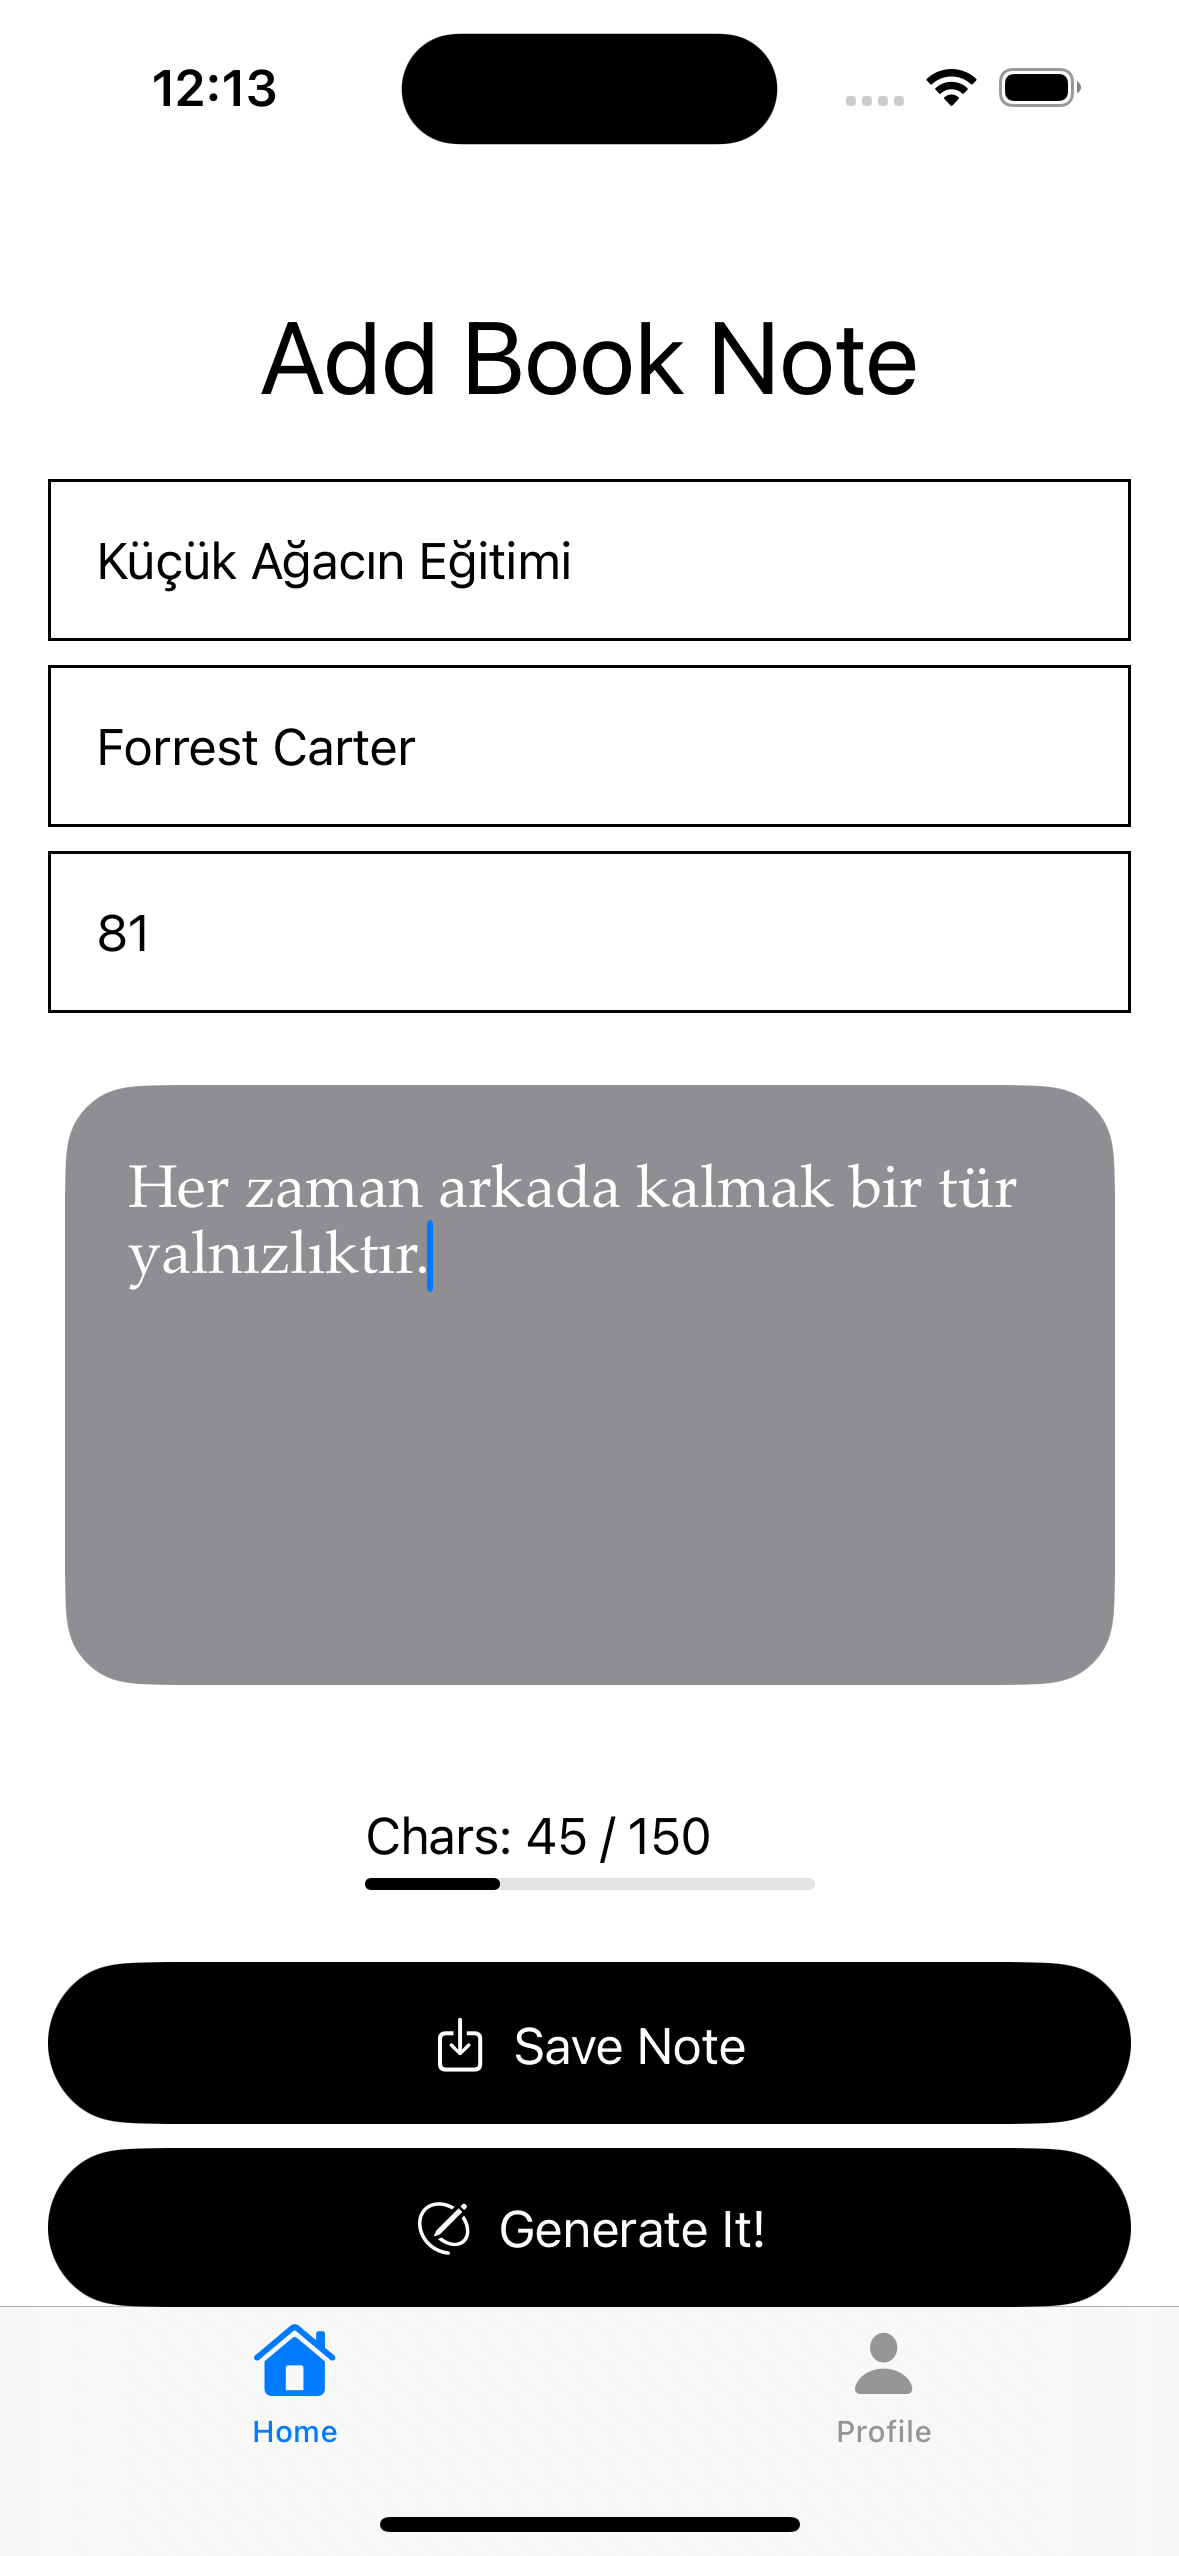 12:13
Add Book Note
Küçük Ağacın Eğitimi
Forrest Carter
81
Her zaman arkada kalmak bir tür
yalnızlıktır.
Chars: 45 / 150
Save Note
Generate It!
Home
Profile